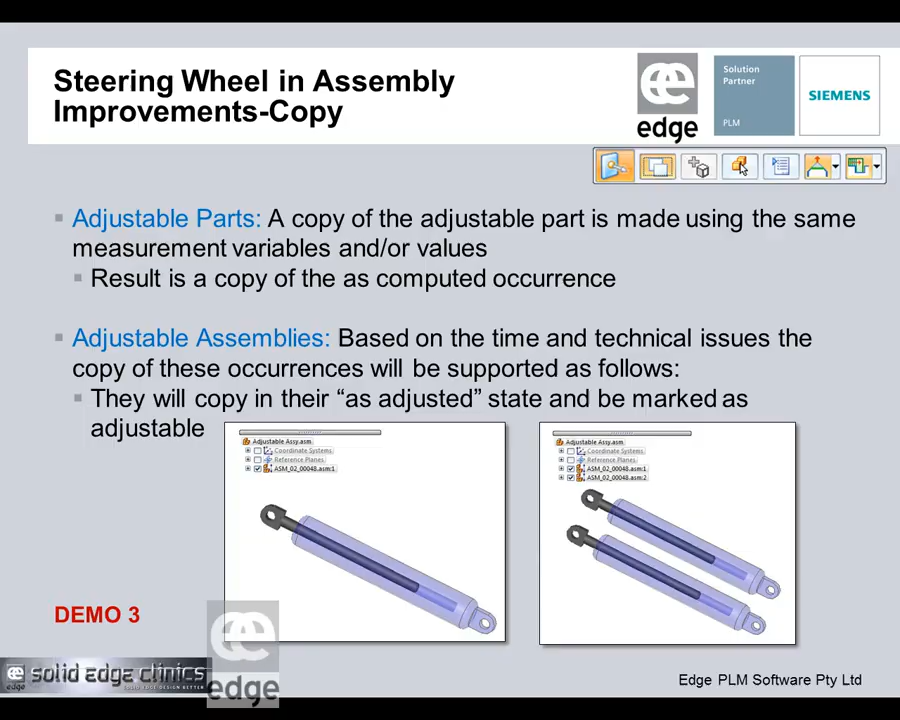 Steering Wheel in Assembly
Improvements-Copy
edge
Solution
Partner
PLM
SIEMENS
Adjustable Parts: A copy of the adjustable part is made using the same
measurement variables and/or values
Result is a copy of the as computed occurrence
Adjustable Assemblies: Based on the time and technical issues the
copy of these occurrences will be supported as follows:
They will copy in their “as adjusted” state and be marked as
adjustable
Adjustable Assy.asm
Coordinate Systems
Reference Planes
ASM_02_00048.asm:1
Adjustable Assy.asm
Coordinate Systems
Reference Planes
ASM_02_00048.asm:1
ASM_02_00048.asm:2
DEMO 3
edge
solid edge clinics
SOLID EDGE DESIGN BETTER
edge
Edge PLM Software Pty Ltd